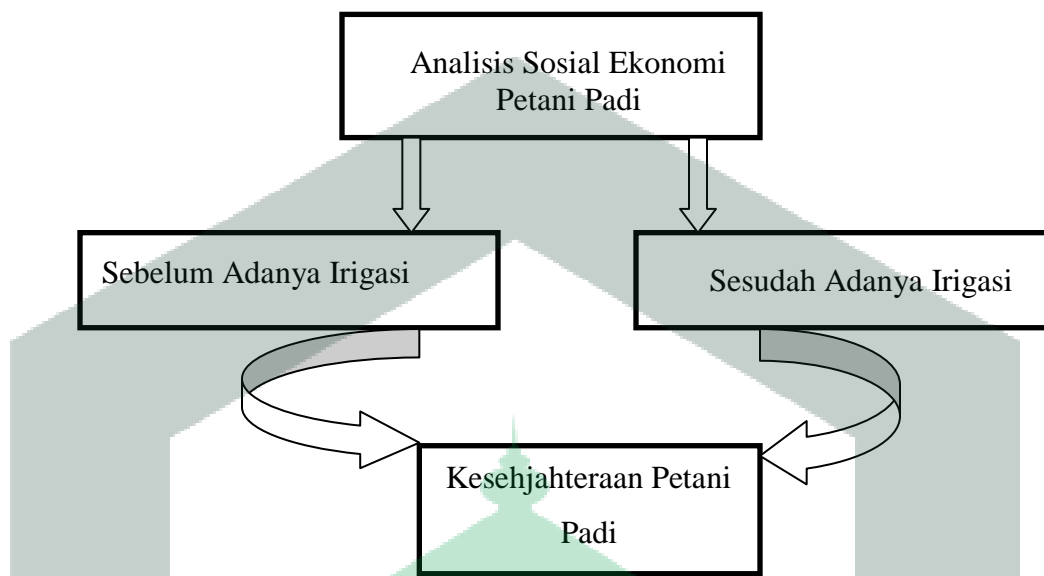 Analisis Sosial Ekonomi
Petani Padi
Sebelum Adanya Irigasi
Sesudah Adanya Irigasi
Kesehjahteraan Petani
Padi